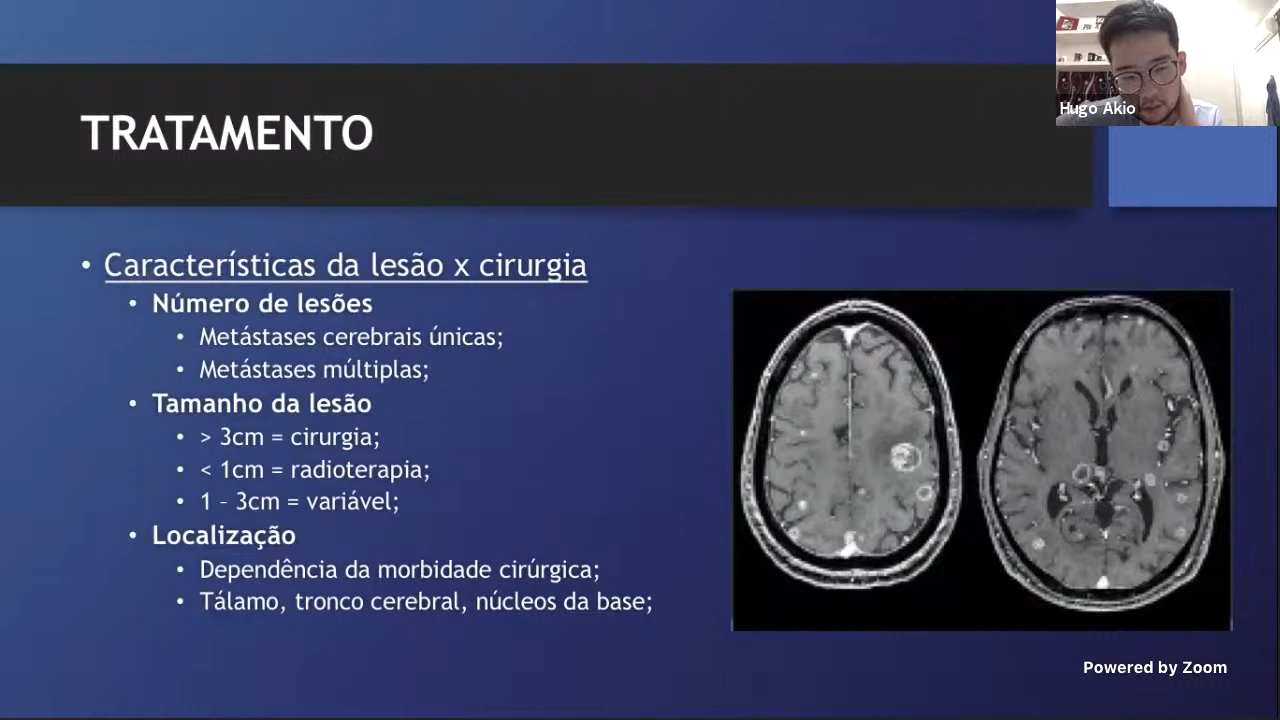 Hugo Akio
TRATAMENTO
• Características da lesão x cirurgia
• Número de lesões
• Metástases cerebrais únicas;
• Metástases múltiplas;
• Tamanho da lesão
• > 3cm = cirurgia;
• < 1cm = radioterapia;
• 1 – 3cm = variável;
• Localização
• Dependência da morbidade cirúrgica;
• Tálamo, tronco cerebral, núcleos da base;
Powered by Zoom